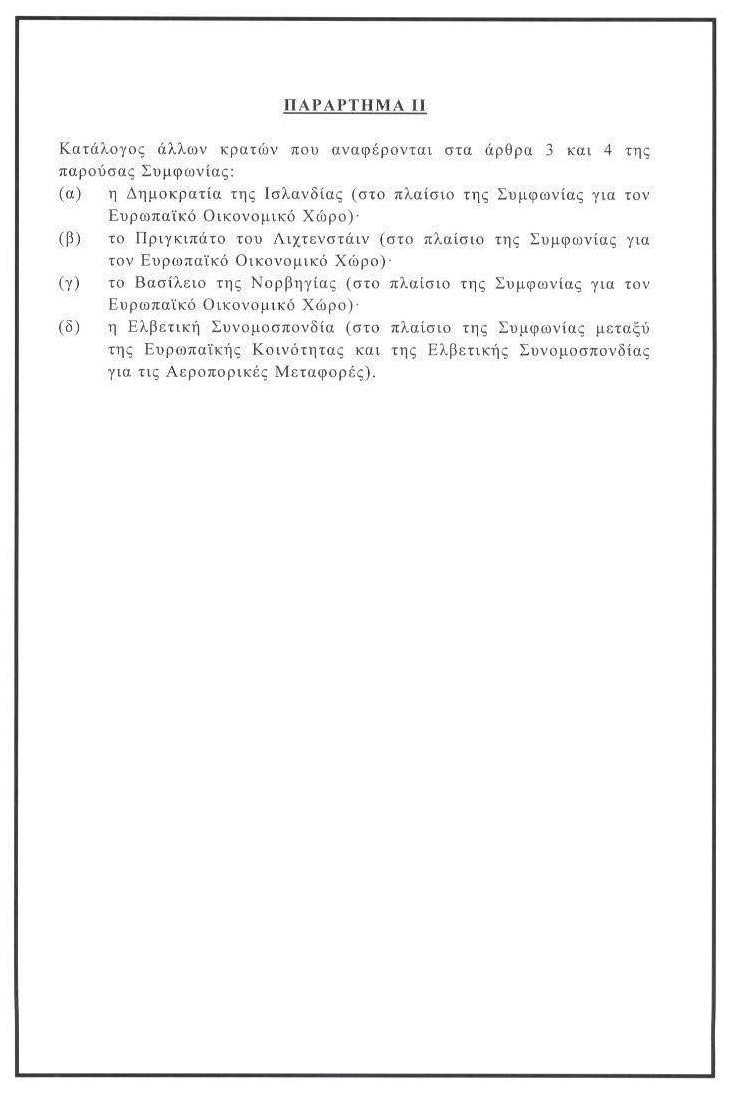 ΠΑΡΑΡΤΗΜΑ ΙΙ
Κατάλογος άλλων κρατών που αναφέρονται στα άρθρα 3 και 4 της
παρούσας Συμφωνίας:
(α) η Δημοκρατία της Ισλανδίας (στο πλαίσιο της Συμφωνίας για τον
Ευρωπαϊκό Οικονομικό Χώρο)·
(β) το Πριγκιπάτο του Λιχτενστάιν (στο πλαίσιο της Συμφωνίας για
τον Ευρωπαϊκό Οικονομικό Χώρο)·
(γ) το Βασίλειο της Νορβηγίας (στο πλαίσιο της Συμφωνίας για τον
Ευρωπαϊκό Οικονομικό Χώρο)·
(δ) η Ελβετική Συνομοσπονδία (στο πλαίσιο της Συμφωνίας μεταξύ
της Ευρωπαϊκής Κοινότητας και της Ελβετικής Συνομοσπονδίας
για τις Αεροπορικές Μεταφορές).